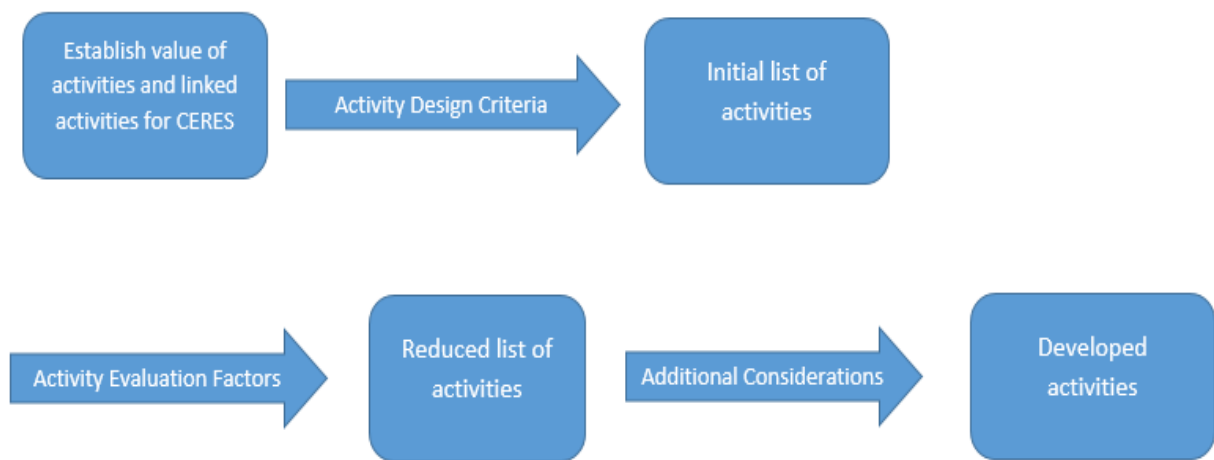 Establish value of
activities and linked
activities for CERES
Activity Design Criteria
Initial list of
activities
Activity Evaluation Factors
Reduced list of
activities
Additional Considerations
Developed
activities